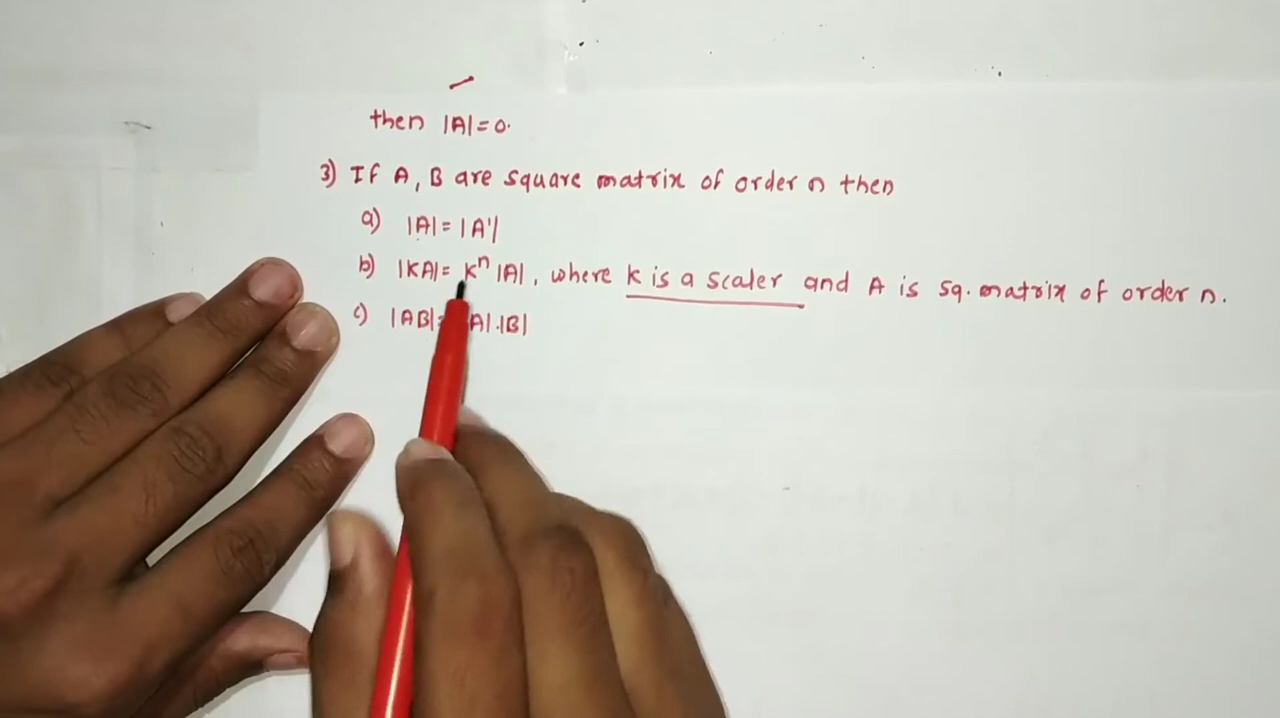 then |A|=0.
3) If A, B are square matrix of order n then
a) |A|= |A'|
b) |KA|= k^n |A|, where k is a scaler and A is sq. matrix of order n.
c) |AB|= A|.|B|